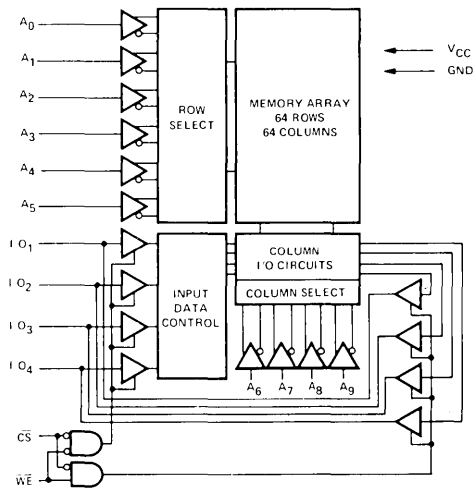 A0
A1
A2
A3
A4
A5
ROW
SELECT
MEMORY ARRAY
64 ROWS
64 COLUMNS
VCC
GND
I O1
I O2
I O3
I O4
INPUT
DATA
CONTROL
COLUMN
I/O CIRCUITS
COLUMN SELECT
A6 A7 A8 A9
CS
WE